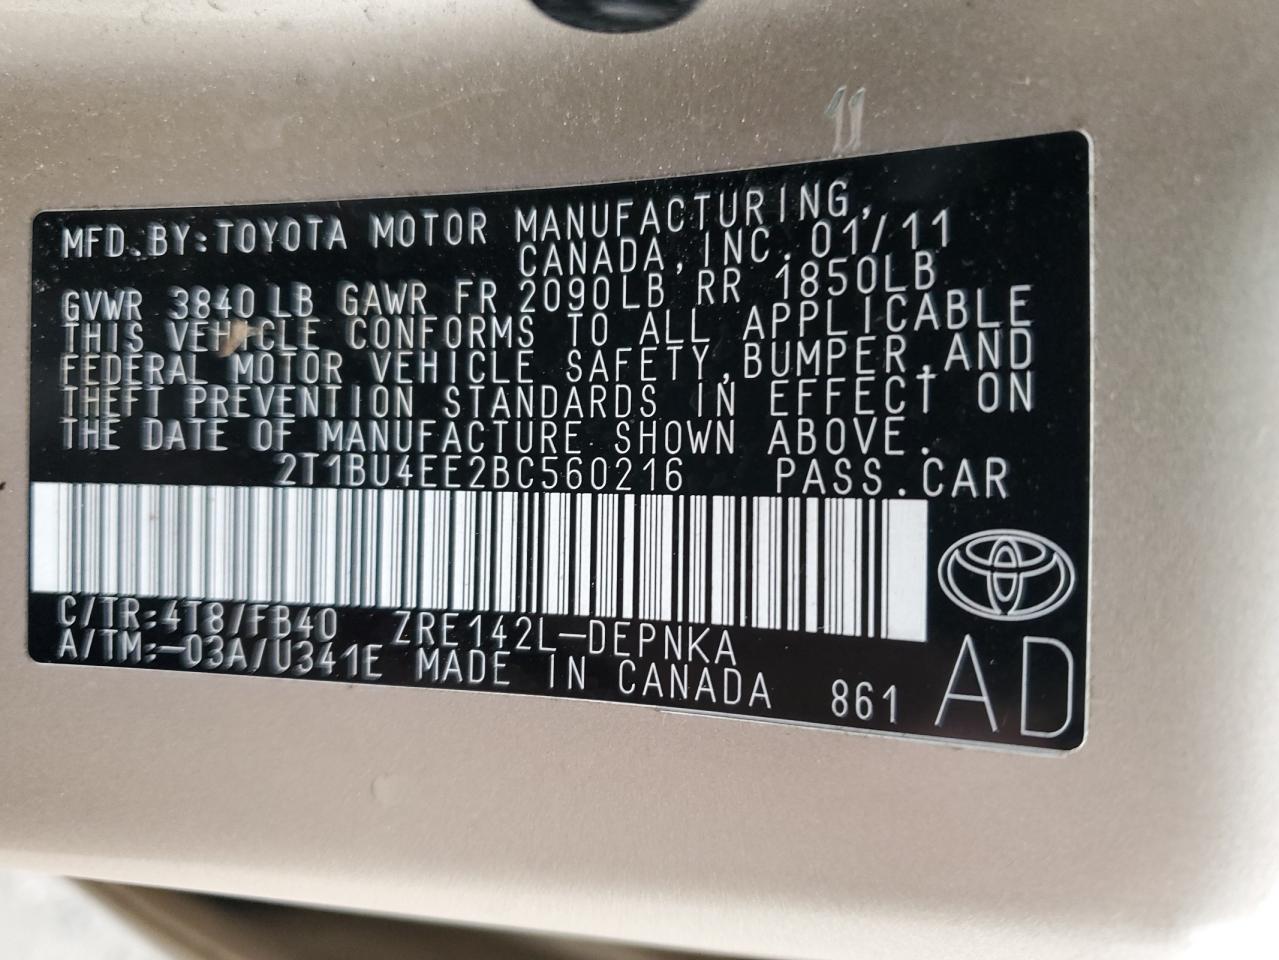 11
MFD.BY:TOYOTA MOTOR MANUFACTURING,
CANADA,INC. 01/11
GVWR 3840LB GAWR FR 2090LB RR 1850LB
THIS VEHICLE CONFORMS TO ALL APPLICABLE
FEDERAL MOTOR VEHICLE SAFETY,BUMPER,AND
THEFT PREVENTION STANDARDS IN EFFECT ON
THE DATE OF MANUFACTURE SHOWN ABOVE.
2T1BU4EE2BC560216 PASS.CAR
C/TR:4T8/FB40 ZRE142L-DEPNKA
A/TM:-03A/U341E MADE IN CANADA 861 AD